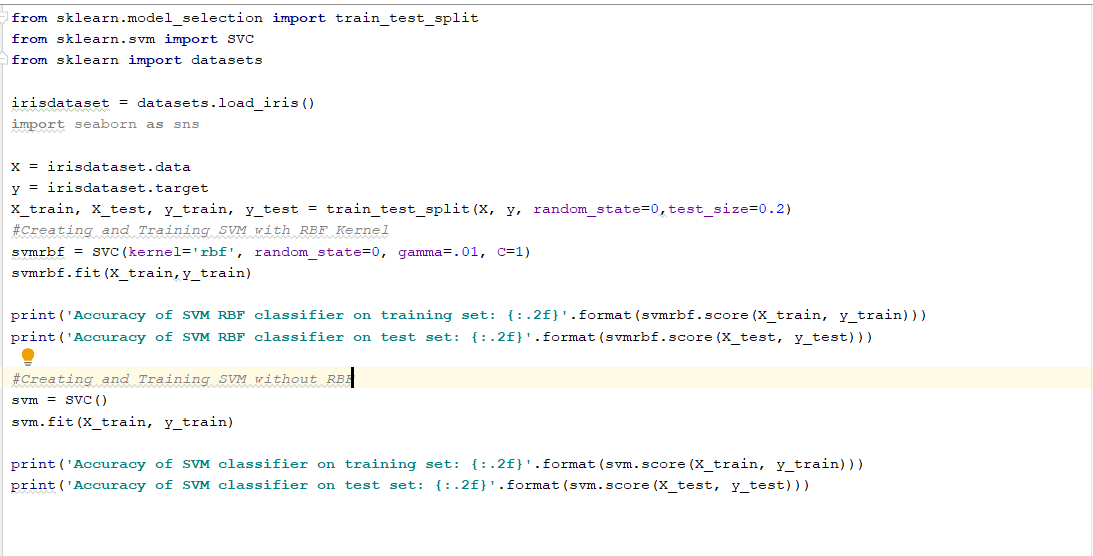 from sklearn.model_selection import train_test_split
from sklearn.svm import SVC
from sklearn import datasets
irisdataset = datasets.load_iris()
import seaborn as sns
X = irisdataset.data
y = irisdataset.target
X_train, X_test, y_train, y_test = train_test_split(X, y, random_state=0,test_size=0.2)
#Creating and Training SVM with RBF Kernel
svmrbf = SVC(kernel='rbf', random_state=0, gamma=.01, C=1)
svmrbf.fit(X_train,y_train)
print('Accuracy of SVM RBF classifier on training set: {:.2f}'.format(svmrbf.score(X_train, y_train)))
print('Accuracy of SVM RBF classifier on test set: {:.2f}'.format(svmrbf.score(X_test, y_test)))
#Creating and Training SVM without RBF
svm = SVC()
svm.fit(X_train, y_train)
print('Accuracy of SVM classifier on training set: {:.2f}'.format(svm.score(X_train, y_train)))
print('Accuracy of SVM classifier on test set: {:.2f}'.format(svm.score(X_test, y_test)))